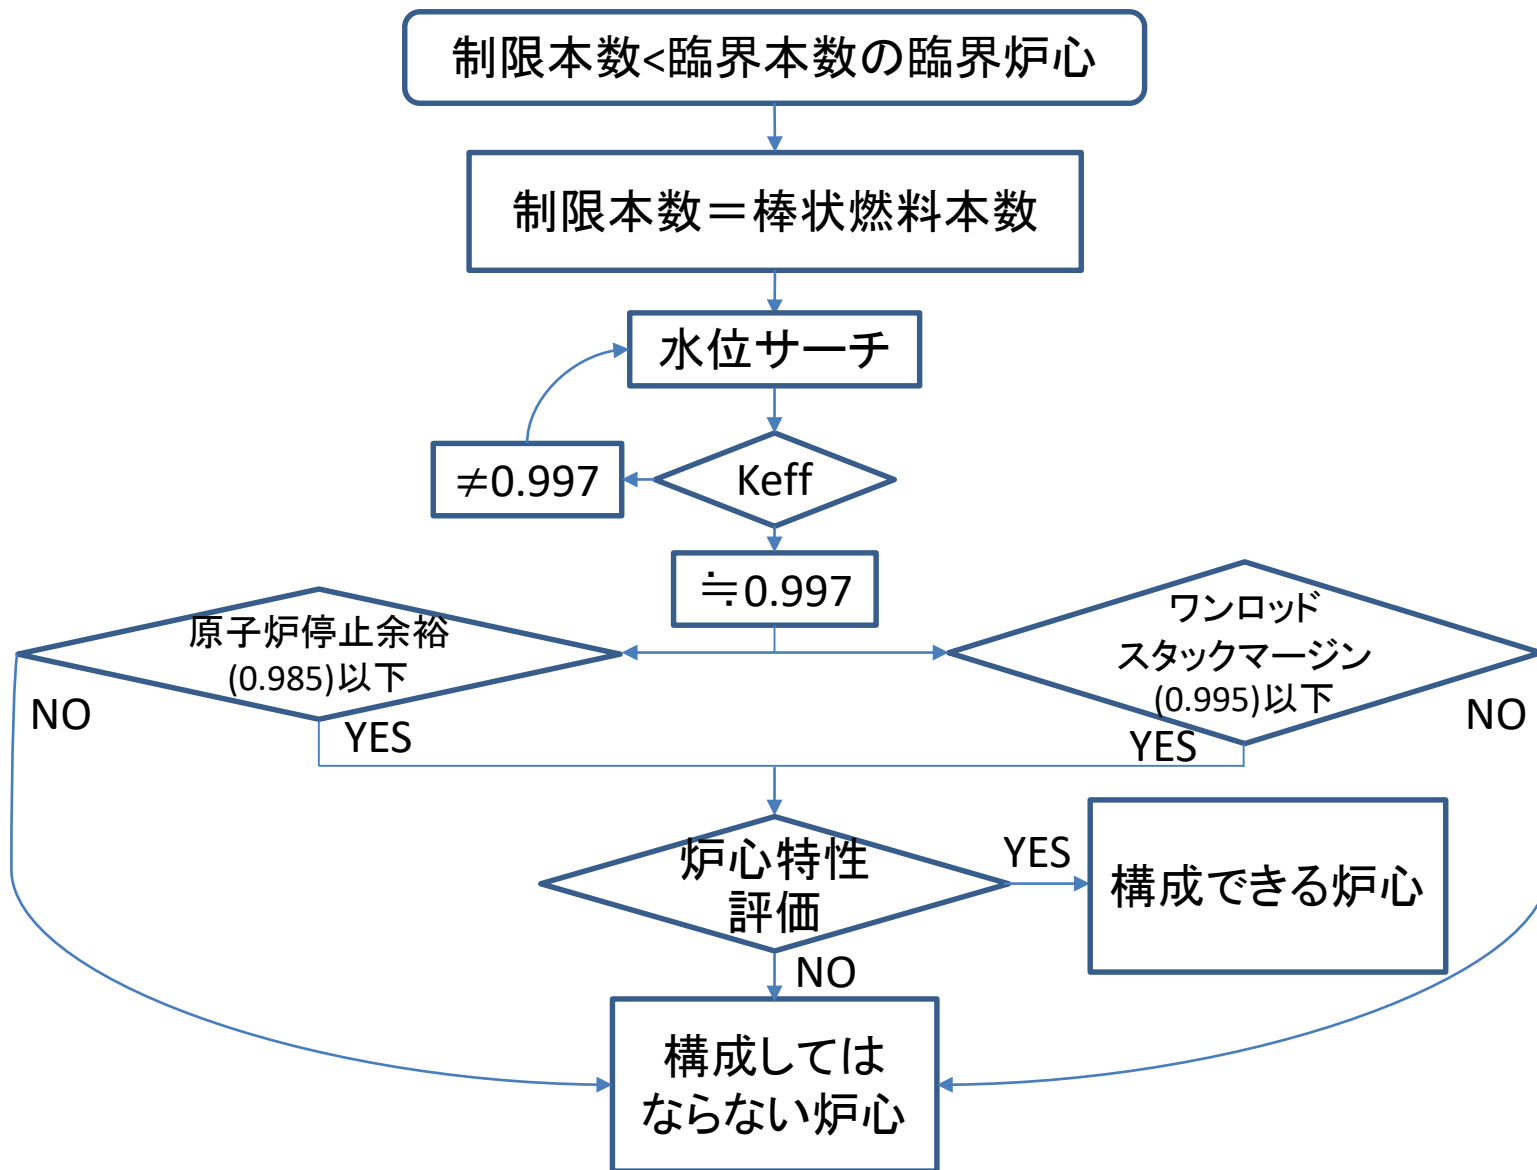 制限本数<臨界本数の臨界炉心
制限本数＝棒状燃料本数
水位サーチ
Keff
≠0.997
≒0.997
原子炉停止余裕
(0.985)以下
ワンロッド
スタックマージン
(0.995)以下
NO
YES
YES
NO
炉心特性
評価
YES
構成できる炉心
NO
構成しては
ならない炉心